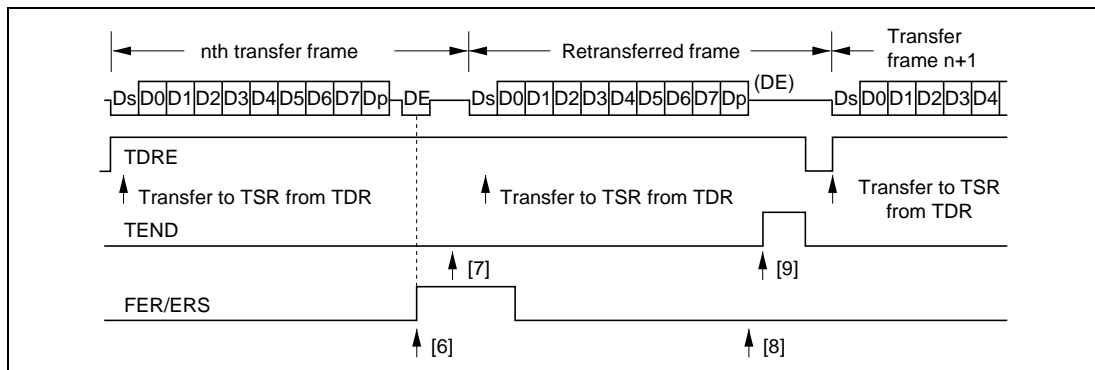 nth transfer frame
Retransferred frame
Transfer
frame n+1
Ds D0 D1 D2 D3 D4 D5 D6 D7 Dp DE Ds D0 D1 D2 D3 D4 D5 D6 D7 Dp (DE) Ds D0 D1 D2 D3 D4
TDRE
Transfer to TSR from TDR
Transfer to TSR from TDR
Transfer to TSR
from TDR
TEND
[7]
[9]
FER/ERS
[6]
[8]